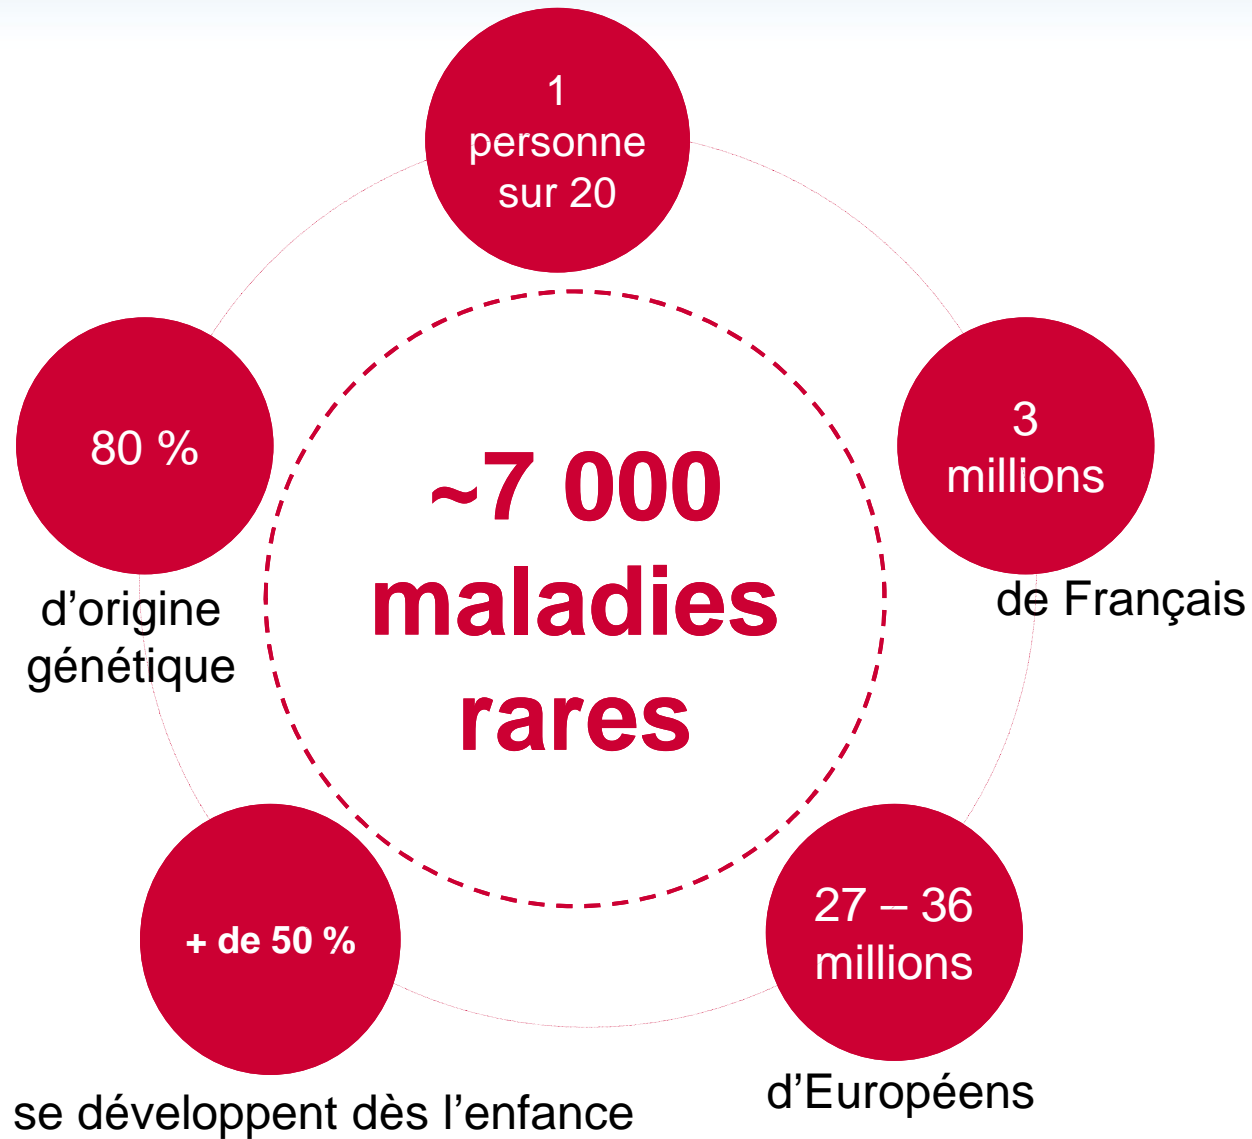 1
personne
sur 20
3
millions
de Français
27 – 36
millions
d’Européens
+ de 50 %
se développent dès l’enfance
80 %
d’origine
génétique
~7 000
maladies
rares